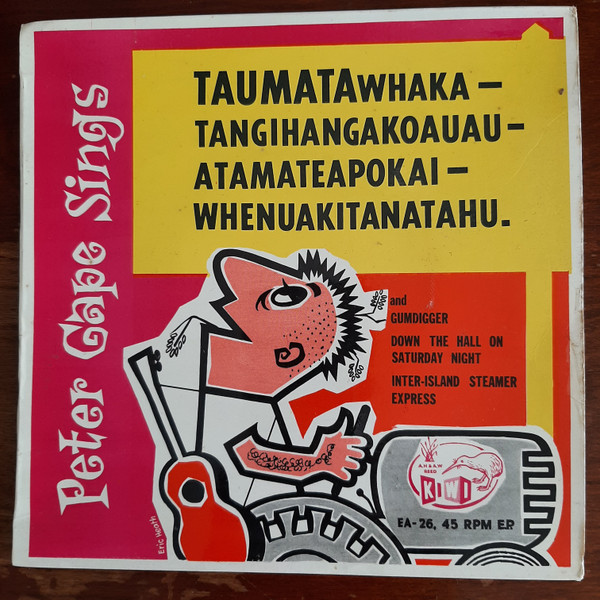 Peter Cape Sings
TAUMATAWHAKA –
TANGIHANGAKOAUAU –
ATAMATEAPOKAI –
WHENUAKITANATAHU.
and
GUMDIGGER
DOWN THE HALL ON
SATURDAY NIGHT
INTER-ISLAND STEAMER
EXPRESS
A.H & A.W
REED
KIWI
EA-26, 45 RPM E.P.
Eric Heath